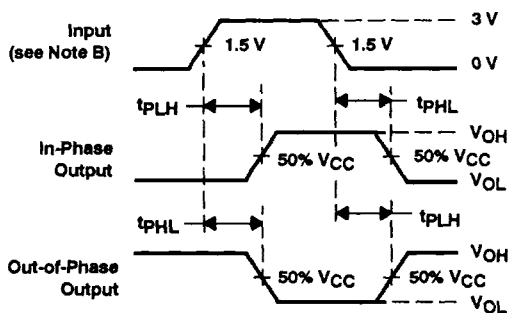 3 V
Input
(see Note B)
1.5 V
1.5 V
0 V
tPLH
tPHL
VOH
In-Phase
Output
50% VCC
50% VCC
VOL
tPHL
tPLH
VOH
Out-of-Phase
Output
50% VCC
50% VCC
VOL